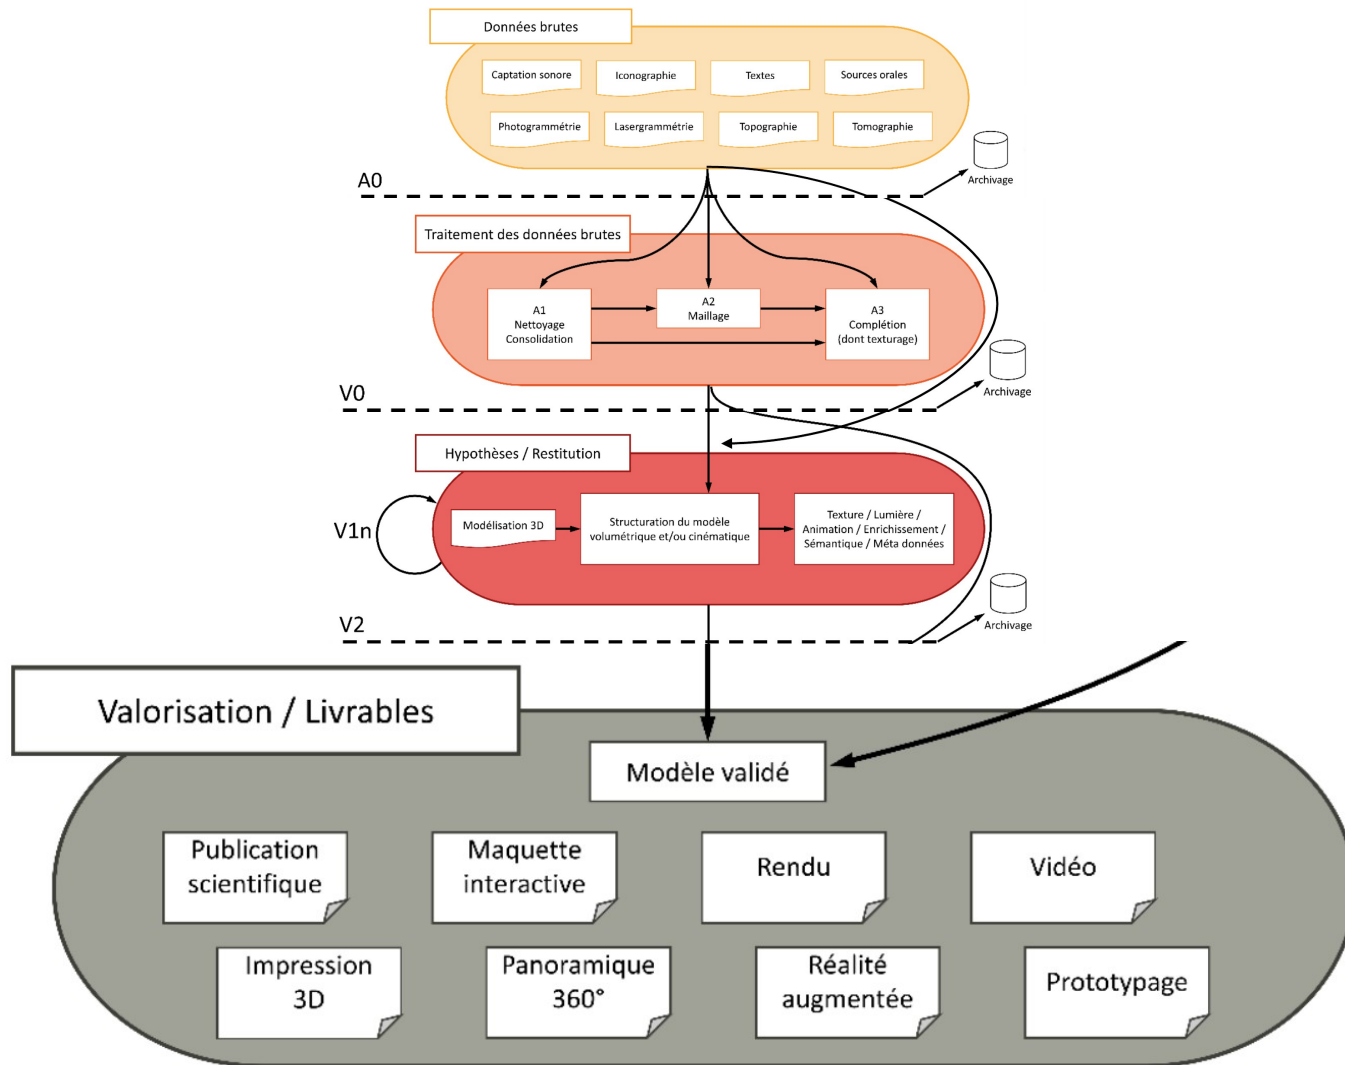 Données brutes
Captation sonore
Iconographie
Textes
Sources orales
Photogrammétrie
Lasergrammétrie
Topographie
Tomographie
Archivage
A0
Traitement des données brutes
A1
Nettoyage
Consolidation
A2
Maillage
A3
Complétion
(dont texturage)
Archivage
V0
Hypothèses / Restitution
V1n
Modélisation 3D
Structuration du modèle
volumétrique et/ou cinématique
Texture / Lumière /
Animation / Enrichissement /
Sémantique / Méta données
Archivage
V2
Valorisation / Livrables
Modèle validé
Publication
scientifique
Maquette
interactive
Rendu
Vidéo
Impression
3D
Panoramique
360°
Réalité
augmentée
Prototypage